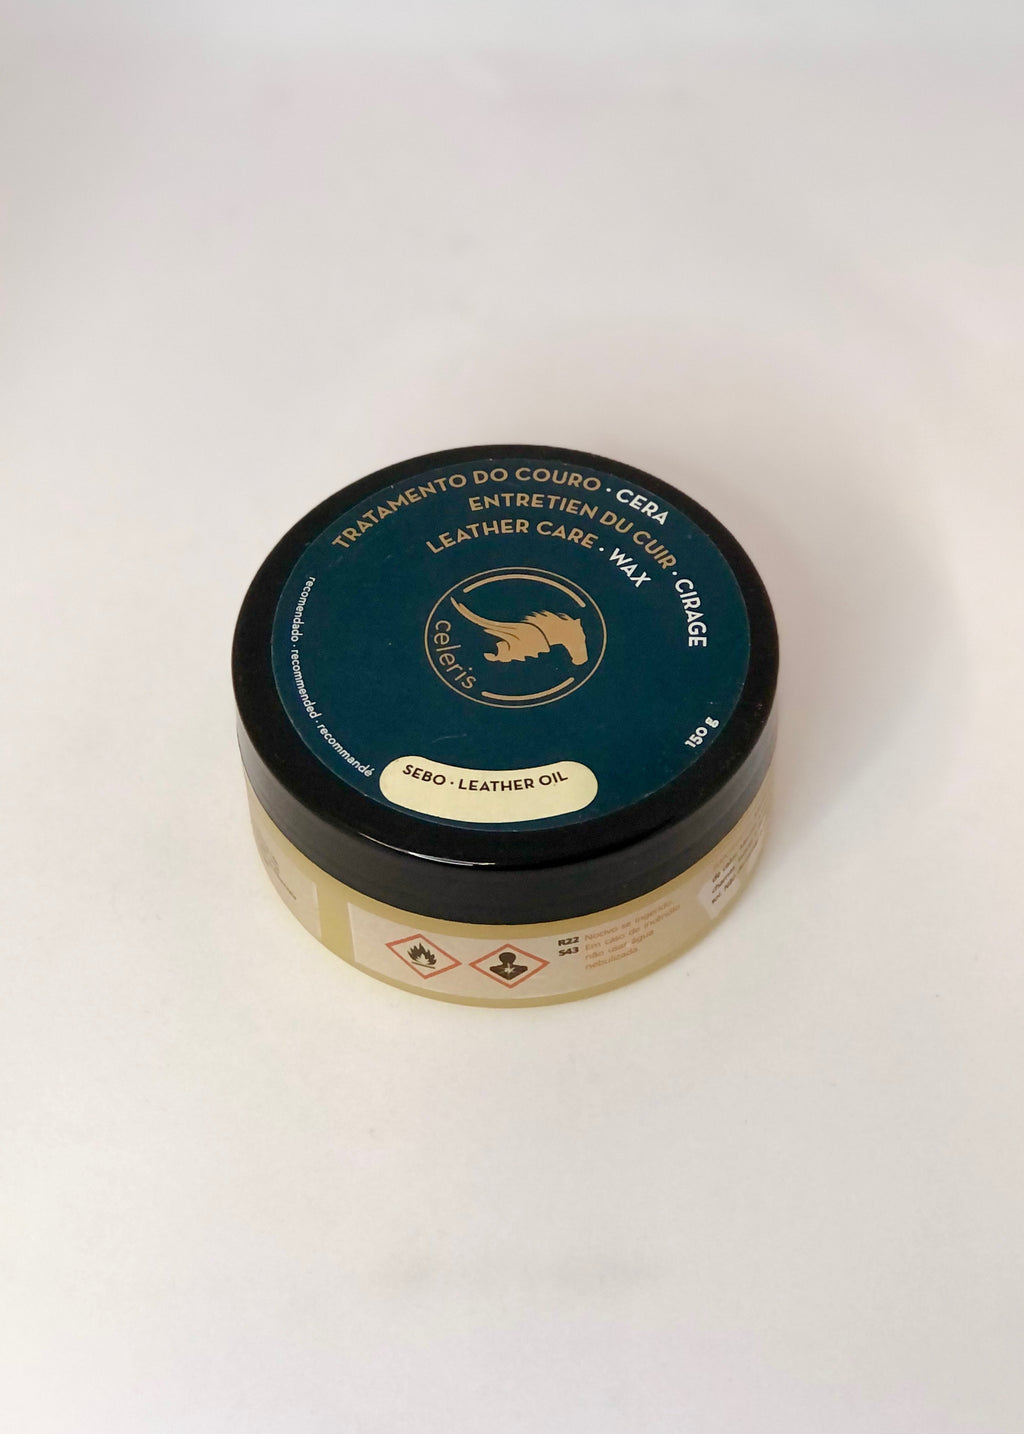 TRATAMENTO DO COURO · CERA
ENTRETIEN DU CUIR · CIRAGE
LEATHER CARE · WAX
celeris
recomendado · recommended · recommandé
150 g
SEBO · LEATHER OIL
R22 Nocivo se ingerido.
S43 Em caso de incêndio
não usar água
nebulizada.